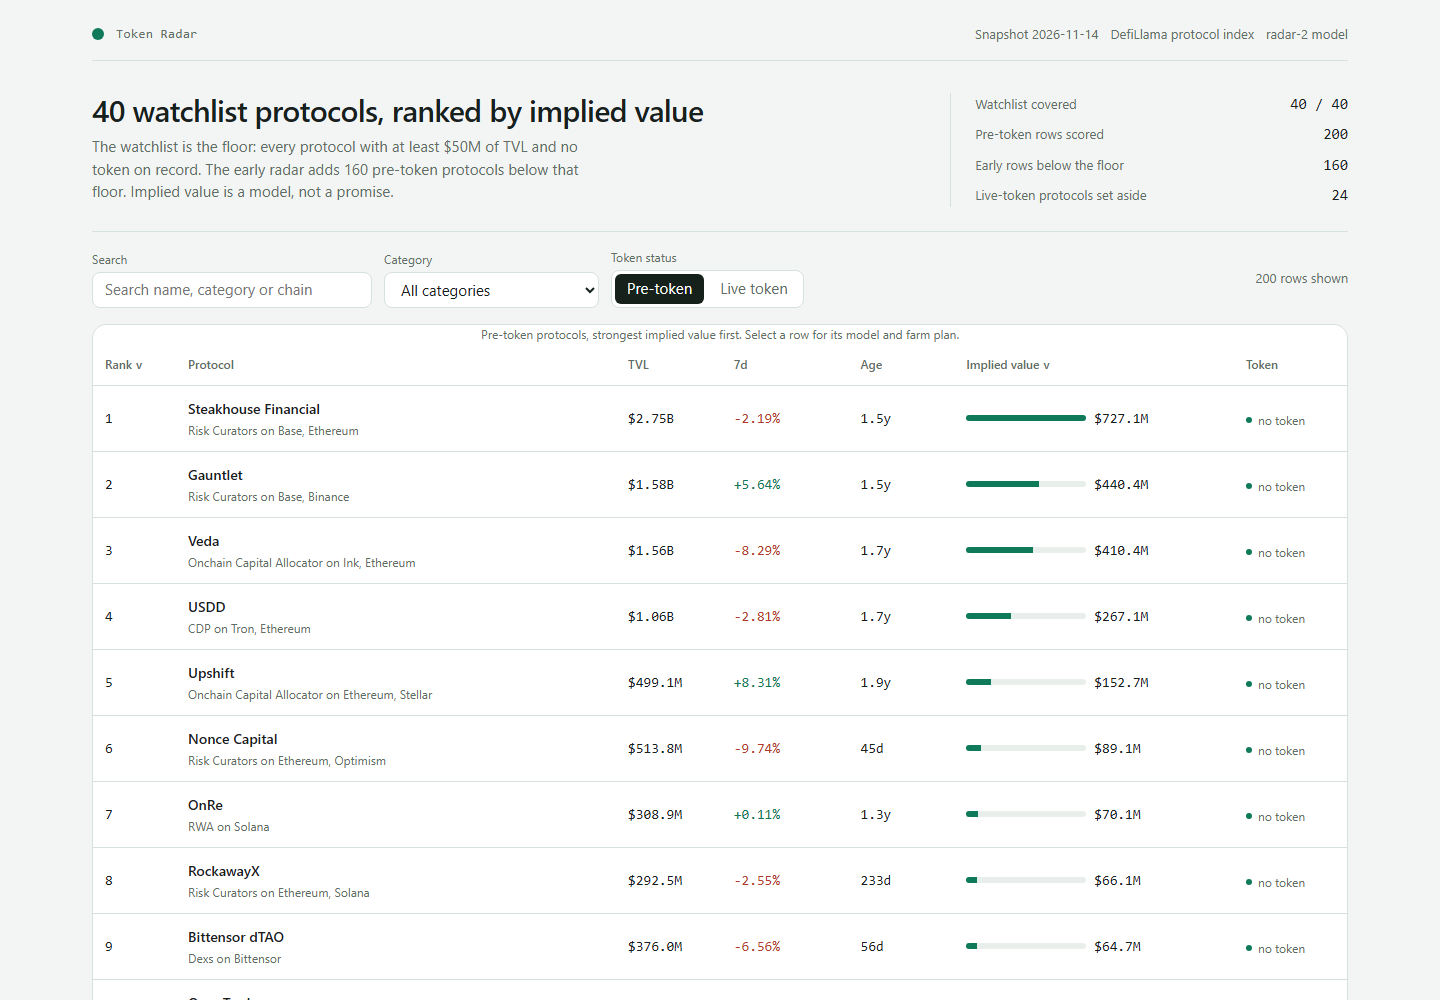 Token Radar
Snapshot 2026-11-14 DefiLlama protocol index radar-2 model
40 watchlist protocols, ranked by implied value
The watchlist is the floor: every protocol with at least $50M of TVL and no
token on record. The early radar adds 160 pre-token protocols below that
floor. Implied value is a model, not a promise.
Watchlist covered 40 / 40
Pre-token rows scored 200
Early rows below the floor 160
Live-token protocols set aside 24
Search
Search name, category or chain
Category
All categories
Token status
Pre-token Live token
200 rows shown
Pre-token protocols, strongest implied value first. Select a row for its model and farm plan.
Rank v Protocol TVL 7d Age Implied value v Token
1 Steakhouse Financial $2.75B -2.19% 1.5y $727.1M no token
Risk Curators on Base, Ethereum
2 Gauntlet $1.58B +5.64% 1.5y $440.4M no token
Risk Curators on Base, Binance
3 Veda $1.56B -8.29% 1.7y $410.4M no token
Onchain Capital Allocator on Ink, Ethereum
4 USDD $1.06B -2.81% 1.7y $267.1M no token
CDP on Tron, Ethereum
5 Upshift $499.1M +8.31% 1.9y $152.7M no token
Onchain Capital Allocator on Ethereum, Stellar
6 Nonce Capital $513.8M -9.74% 45d $89.1M no token
Risk Curators on Ethereum, Optimism
7 OnRe $308.9M +0.11% 1.3y $70.1M no token
RWA on Solana
8 RockawayX $292.5M -2.55% 233d $66.1M no token
Risk Curators on Ethereum, Solana
9 Bittensor dTAO $376.0M -6.56% 56d $64.7M no token
Dexs on Bittensor